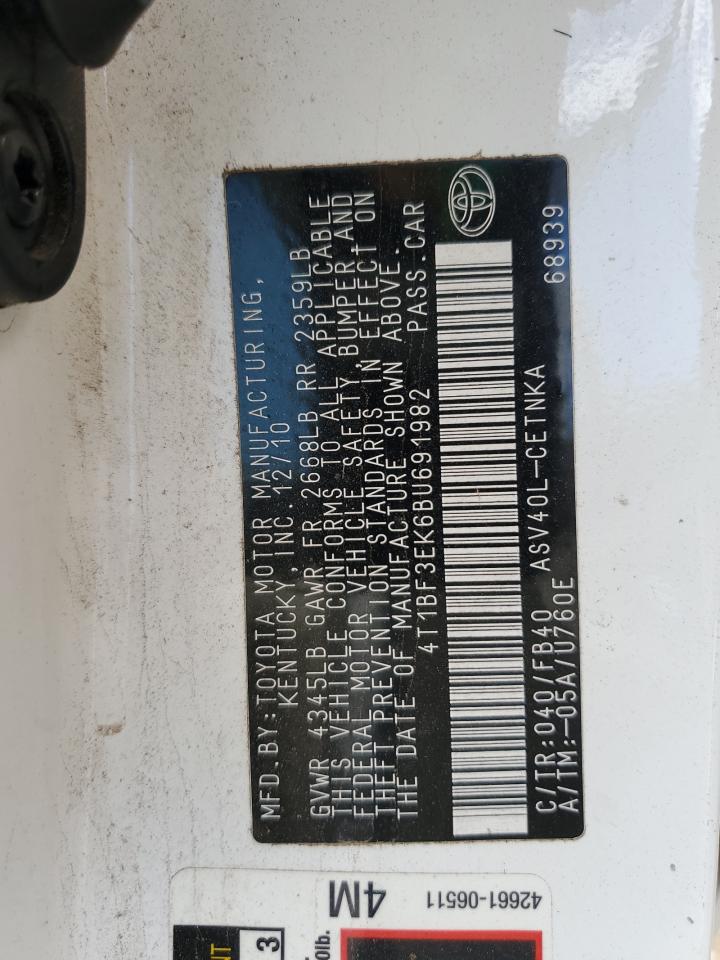 MFD.BY:TOYOTA MOTOR MANUFACTURING,
KENTUCKY,INC.12/10
GVWR 4345LB GAWR FR 2668LB RR 2359LB
THIS VEHICLE CONFORMS TO ALL APPLICABLE
FEDERAL MOTOR VEHICLE SAFETY,BUMPER AND
THEFT PREVENTION STANDARDS IN EFFECT ON
THE DATE OF MANUFACTURE SHOWN ABOVE.
4T1BF3EK6BU691982 PASS.CAR
C/TR:040/FB40 ASV40L-CETNKA 68939
A/TM:-05A/U760E
4M
42661-06511
NT
3
0lb.